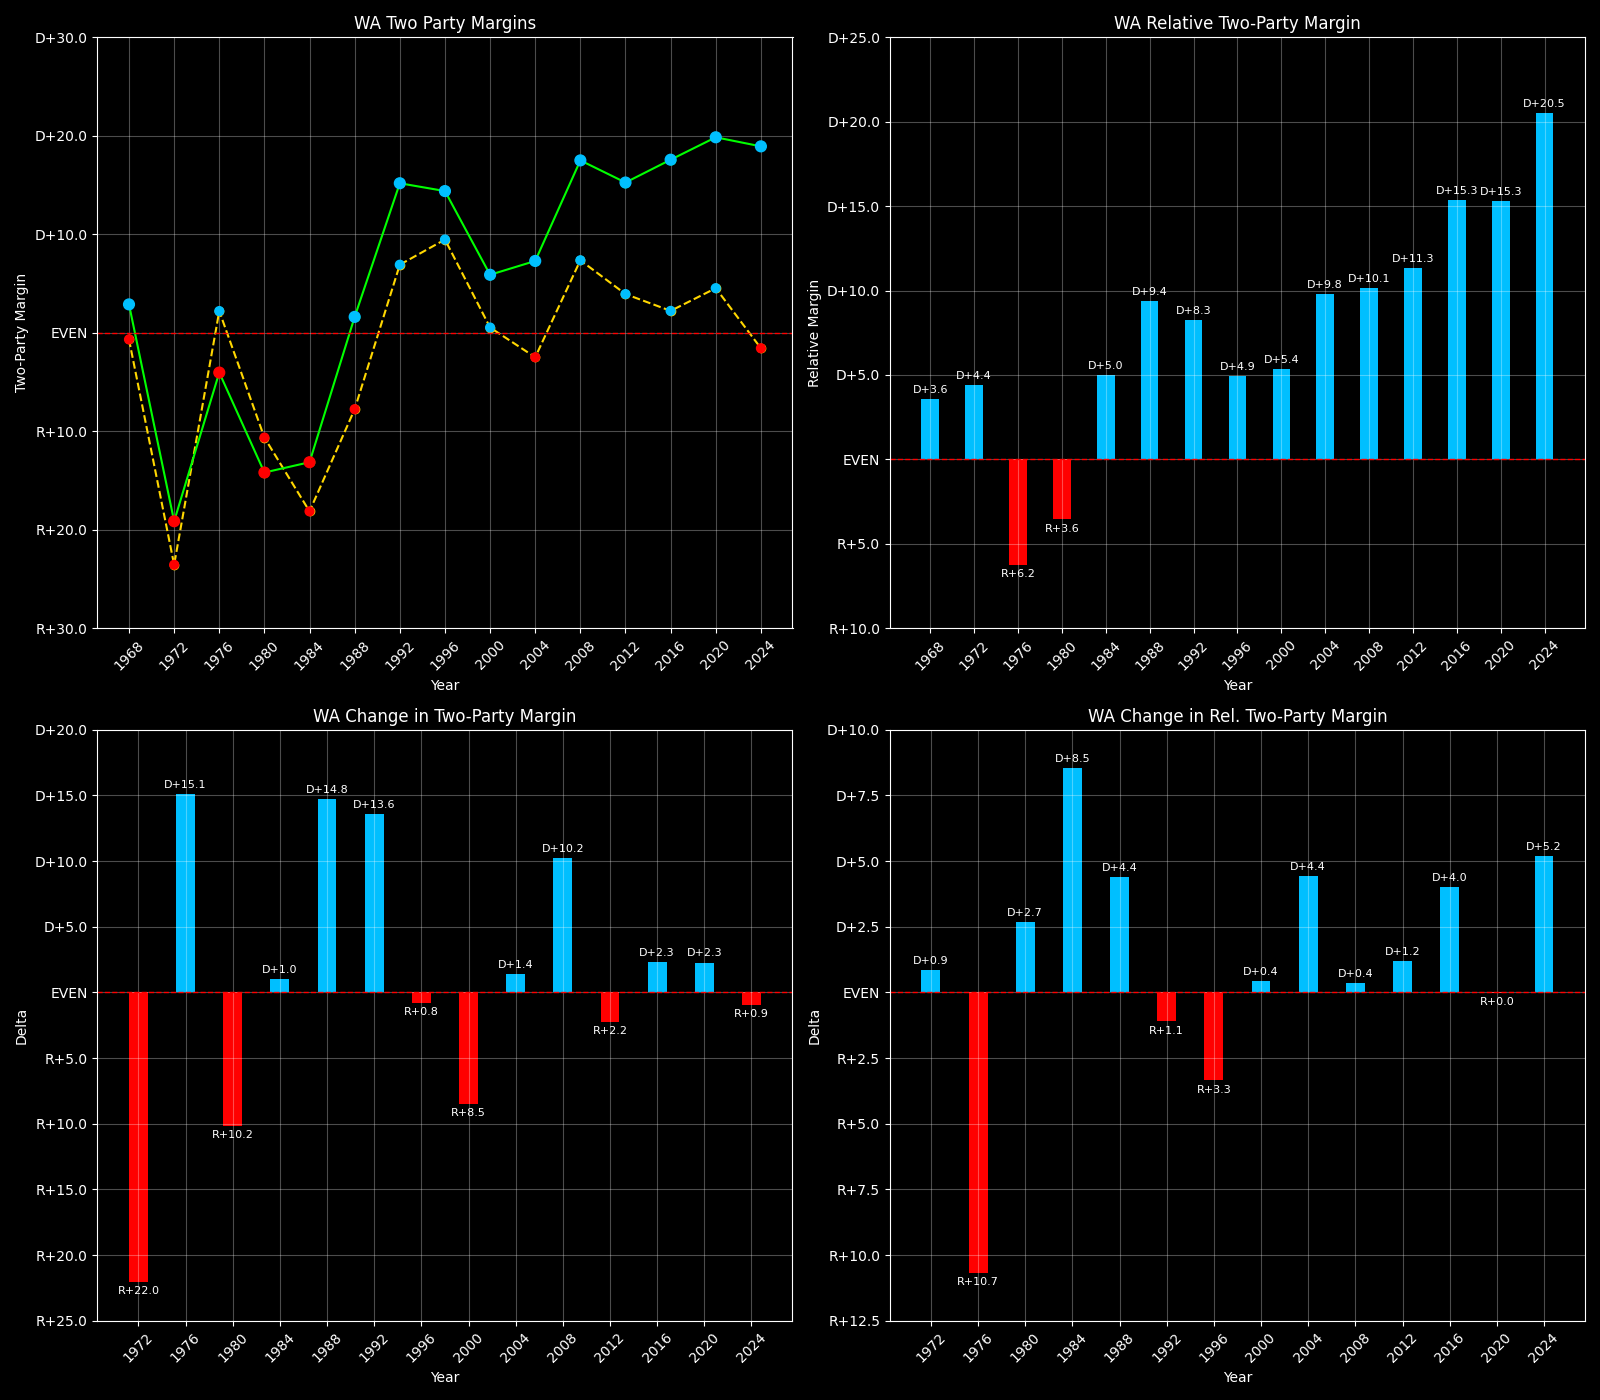 WA Two Party Margins
D+30.0
D+20.0
D+10.0
EVEN
R+10.0
R+20.0
R+30.0
Two-Party Margin
1968 1972 1976 1980 1984 1988 1992 1996 2000 2004 2008 2012 2016 2020 2024
Year
WA Relative Two-Party Margin
D+25.0
D+20.0
D+15.0
D+10.0
D+5.0
EVEN
R+5.0
R+10.0
Relative Margin
D+3.6 D+4.4 R+6.2 R+3.6 D+5.0 D+9.4 D+8.3 D+4.9 D+5.4 D+9.8 D+10.1 D+11.3 D+15.3 D+15.3 D+20.5
1968 1972 1976 1980 1984 1988 1992 1996 2000 2004 2008 2012 2016 2020 2024
Year
WA Change in Two-Party Margin
D+20.0
D+15.0
D+10.0
D+5.0
EVEN
R+5.0
R+10.0
R+15.0
R+20.0
R+25.0
Delta
R+22.0 D+15.1 R+10.2 D+1.0 D+14.8 D+13.6 R+0.8 R+8.5 D+1.4 D+10.2 R+2.2 D+2.3 D+2.3 R+0.9
1972 1976 1980 1984 1988 1992 1996 2000 2004 2008 2012 2016 2020 2024
Year
WA Change in Rel. Two-Party Margin
D+10.0
D+7.5
D+5.0
D+2.5
EVEN
R+2.5
R+5.0
R+7.5
R+10.0
R+12.5
Delta
D+0.9 R+10.7 D+2.7 D+8.5 D+4.4 R+1.1 R+3.3 D+0.4 D+4.4 D+0.4 D+1.2 D+4.0 R+0.0 D+5.2
1972 1976 1980 1984 1988 1992 1996 2000 2004 2008 2012 2016 2020 2024
Year